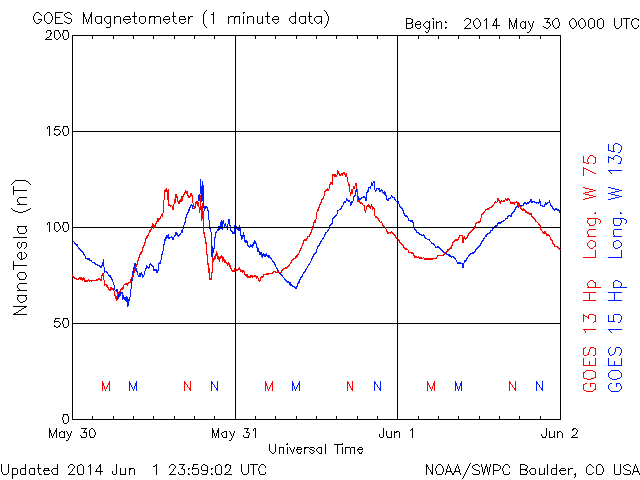 GOES Magnetometer (1 minute data)
Begin: 2014 May 30 0000 UTC
200
150
100
50
0
NanoTesla (nT)
M M N N M M N N M M N N
May 30 May 31 Jun 1 Jun 2
Universal Time
GOES 13 Hp Long. W 75
GOES 15 Hp Long. W 135
Updated 2014 Jun 1 23:59:02 UTC
NOAA/SWPC Boulder, CO USA